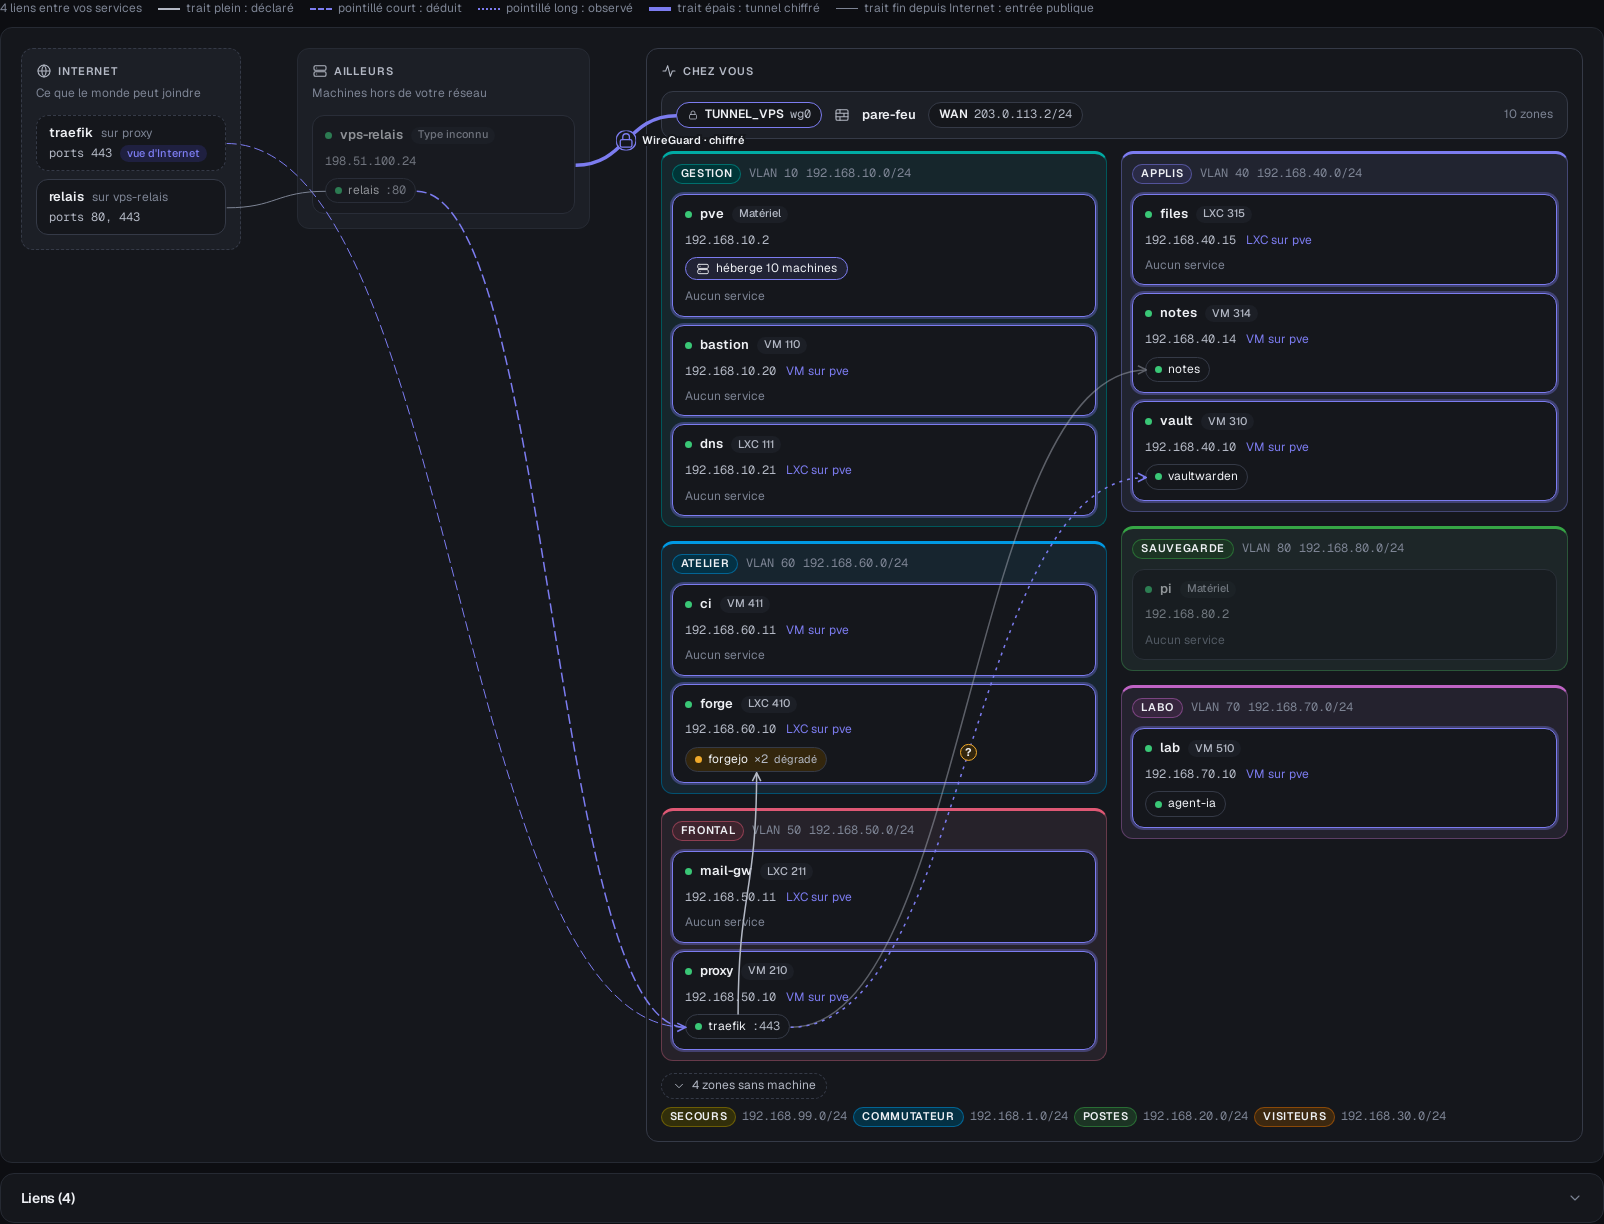 4 liens entre vos services
trait plein : déclaré
pointillé court : déduit
pointillé long : observé
trait épais : tunnel chiffré
trait fin depuis Internet : entrée publique
INTERNET
Ce que le monde peut joindre
traefik sur proxy
ports 443 vue d'Internet
relais sur vps-relais
ports 80, 443
AILLEURS
Machines hors de votre réseau
vps-relais Type inconnu
198.51.100.24
relais :80
WireGuard · chiffré
CHEZ VOUS
TUNNEL_VPS wg0
pare-feu
WAN 203.0.113.2/24
10 zones
GESTION VLAN 10 192.168.10.0/24
pve Matériel
192.168.10.2
héberge 10 machines
Aucun service
bastion VM 110
192.168.10.20 VM sur pve
Aucun service
dns LXC 111
192.168.10.21 LXC sur pve
Aucun service
ATELIER VLAN 60 192.168.60.0/24
ci VM 411
192.168.60.11 VM sur pve
Aucun service
forge LXC 410
192.168.60.10 LXC sur pve
forgejo ×2 dégradé
?
FRONTAL VLAN 50 192.168.50.0/24
mail-gw LXC 211
192.168.50.11 LXC sur pve
Aucun service
proxy VM 210
192.168.50.10 VM sur pve
traefik :443
APPLIS VLAN 40 192.168.40.0/24
files LXC 315
192.168.40.15 LXC sur pve
Aucun service
notes VM 314
192.168.40.14 VM sur pve
notes
vault VM 310
192.168.40.10 VM sur pve
vaultwarden
SAUVEGARDE VLAN 80 192.168.80.0/24
pi Matériel
192.168.80.2
Aucun service
LABO VLAN 70 192.168.70.0/24
lab VM 510
192.168.70.10 VM sur pve
agent-ia
4 zones sans machine
SECOURS 192.168.99.0/24 COMMUTATEUR 192.168.1.0/24 POSTES 192.168.20.0/24 VISITEURS 192.168.30.0/24
Liens (4)